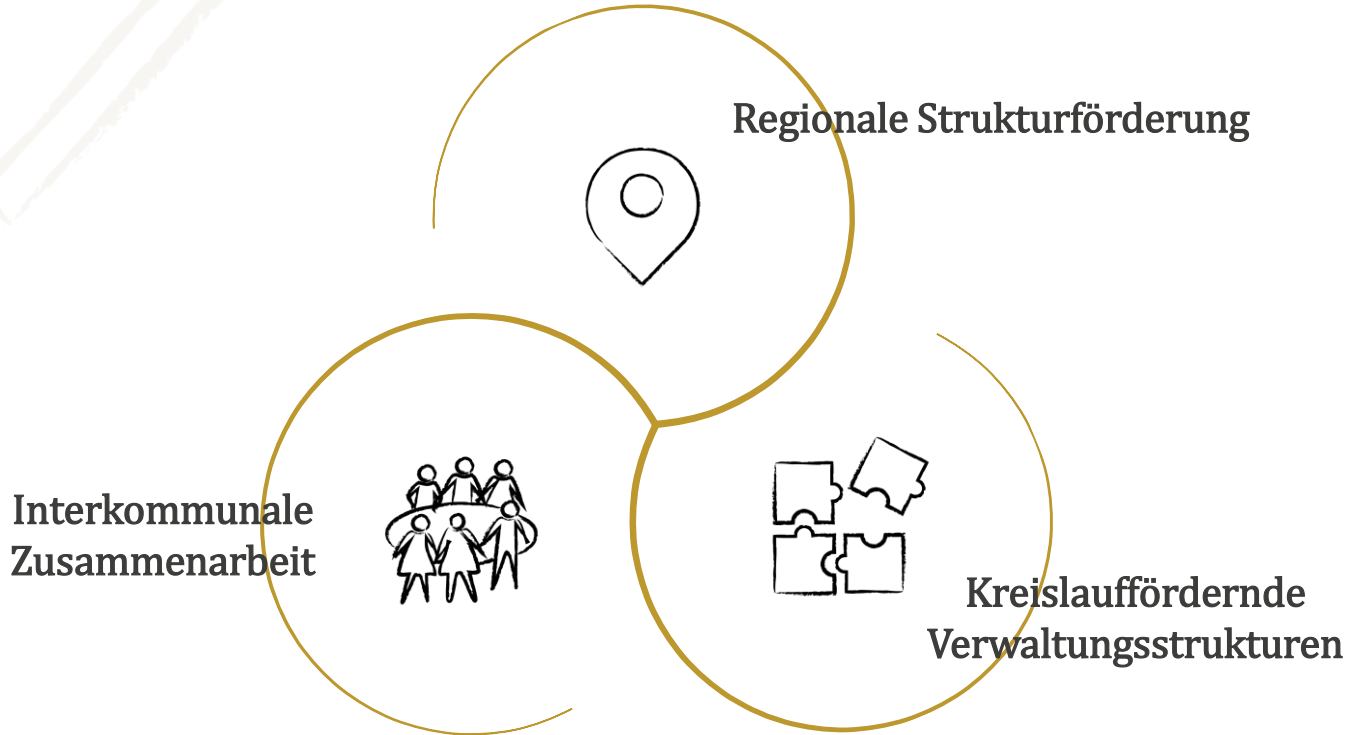 Regionale Strukturförderung
Interkommunale
Zusammenarbeit
Kreislauffördernde
Verwaltungsstrukturen